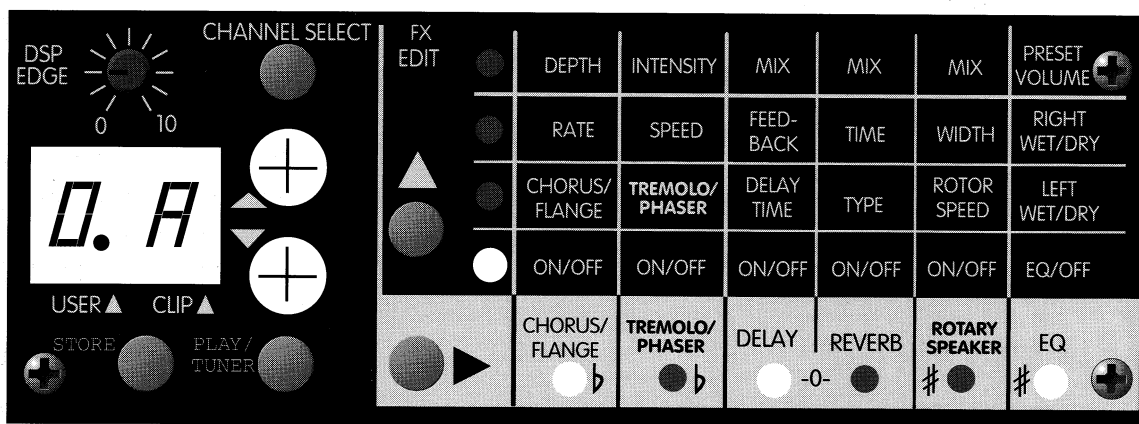 CHANNEL SELECT
DSP
EDGE
0 10
0. A
USER CLIP
STORE
PLAY/
TUNER
FX
EDIT
DEPTH INTENSITY MIX MIX MIX PRESET
VOLUME
RATE SPEED FEED-
BACK TIME WIDTH RIGHT
WET/DRY
CHORUS/
FLANGE TREMOLO/
PHASER DELAY
TIME TYPE ROTOR
SPEED LEFT
WET/DRY
ON/OFF ON/OFF ON/OFF ON/OFF ON/OFF EQ/OFF
CHORUS/
FLANGE TREMOLO/
PHASER DELAY REVERB ROTARY
SPEAKER EQ
♭ ♭ -0- # #